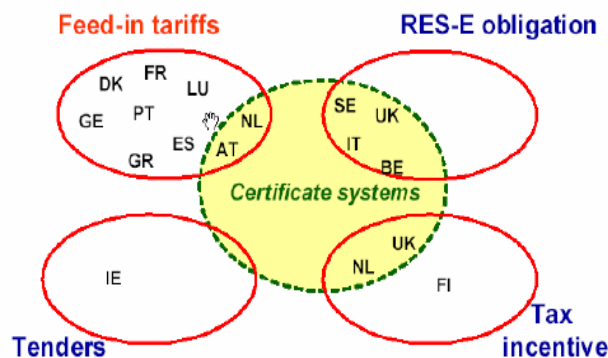 Feed-in tariffs
RES-E obligation
DK FR LU
GE PT
ES
GR
NL
AT
SE UK
IT
BE
Certificate systems
IE
UK
NL
FI
Tenders
Tax
incentive